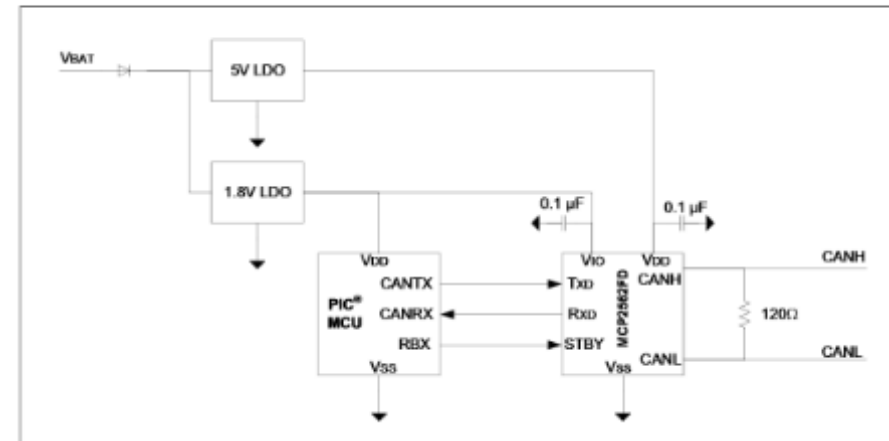 VBAT
5V LDO
1.8V LDO
0.1 µF
0.1 µF
VDD
CANTX
PIC®
MCU
CANRX
RBX
VSS
VIO
VDD
TXD
CANH
RXD
MCP2562FD
STBY
CANL
VSS
CANH
120Ω
CANL